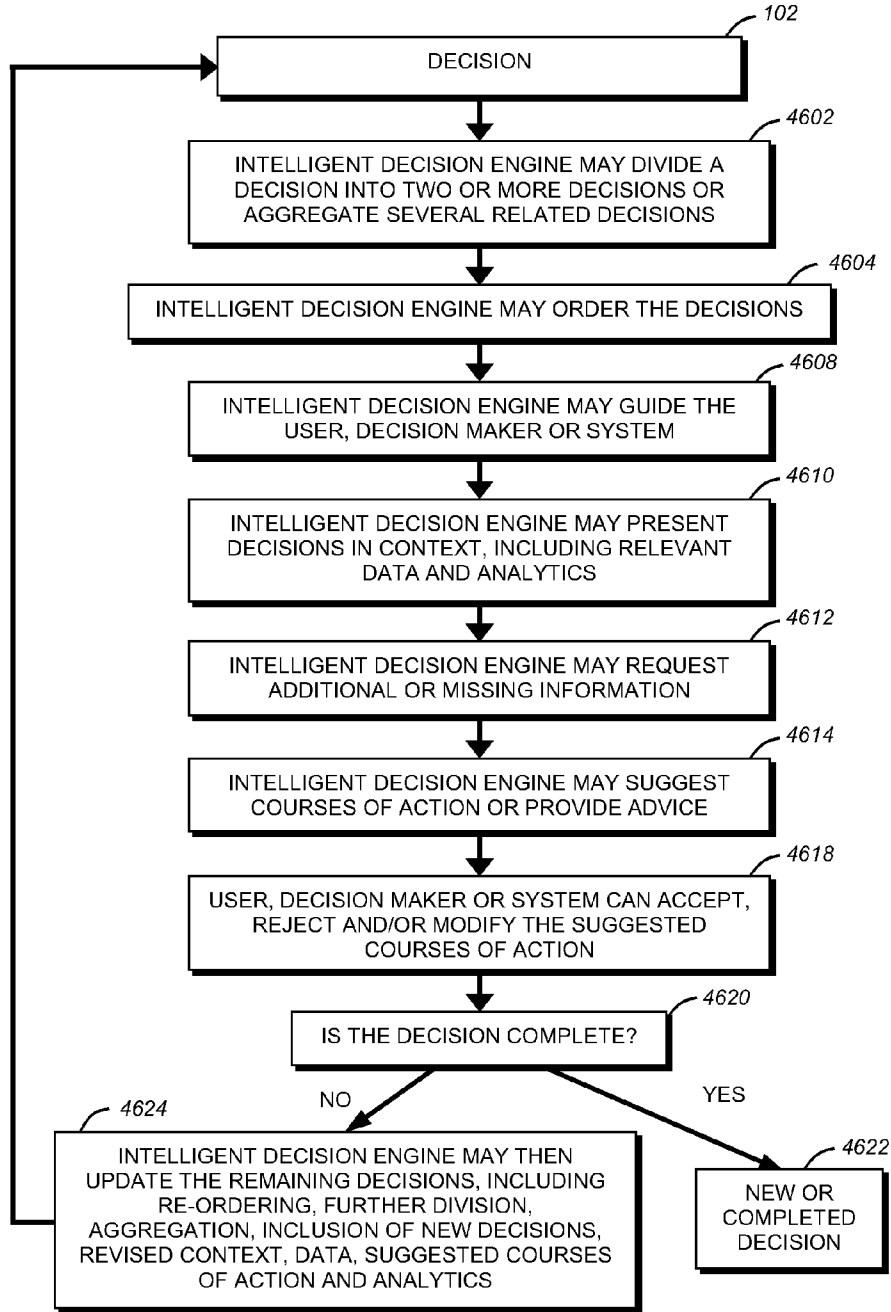 102
DECISION
4602
INTELLIGENT DECISION ENGINE MAY DIVIDE A
DECISION INTO TWO OR MORE DECISIONS OR
AGGREGATE SEVERAL RELATED DECISIONS
4604
INTELLIGENT DECISION ENGINE MAY ORDER THE DECISIONS
4608
INTELLIGENT DECISION ENGINE MAY GUIDE THE
USER, DECISION MAKER OR SYSTEM
4610
INTELLIGENT DECISION ENGINE MAY PRESENT
DECISIONS IN CONTEXT, INCLUDING RELEVANT
DATA AND ANALYTICS
4612
INTELLIGENT DECISION ENGINE MAY REQUEST
ADDITIONAL OR MISSING INFORMATION
4614
INTELLIGENT DECISION ENGINE MAY SUGGEST
COURSES OF ACTION OR PROVIDE ADVICE
4618
USER, DECISION MAKER OR SYSTEM CAN ACCEPT,
REJECT AND/OR MODIFY THE SUGGESTED
COURSES OF ACTION
4620
IS THE DECISION COMPLETE?
NO
YES
4624
INTELLIGENT DECISION ENGINE MAY THEN
UPDATE THE REMAINING DECISIONS, INCLUDING
RE-ORDERING, FURTHER DIVISION,
AGGREGATION, INCLUSION OF NEW DECISIONS,
REVISED CONTEXT, DATA, SUGGESTED COURSES
OF ACTION AND ANALYTICS
4622
NEW OR
COMPLETED
DECISION